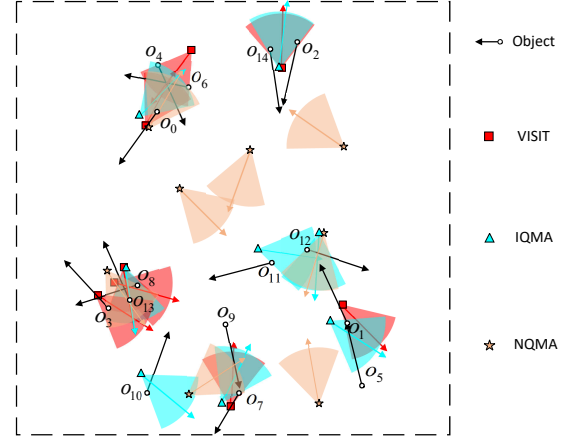 O4
O6
O0
O14
O2
O12
O11
O8
O13
O3
O9
O1
O5
O10
O7
Object
VISIT
IQMA
NQMA